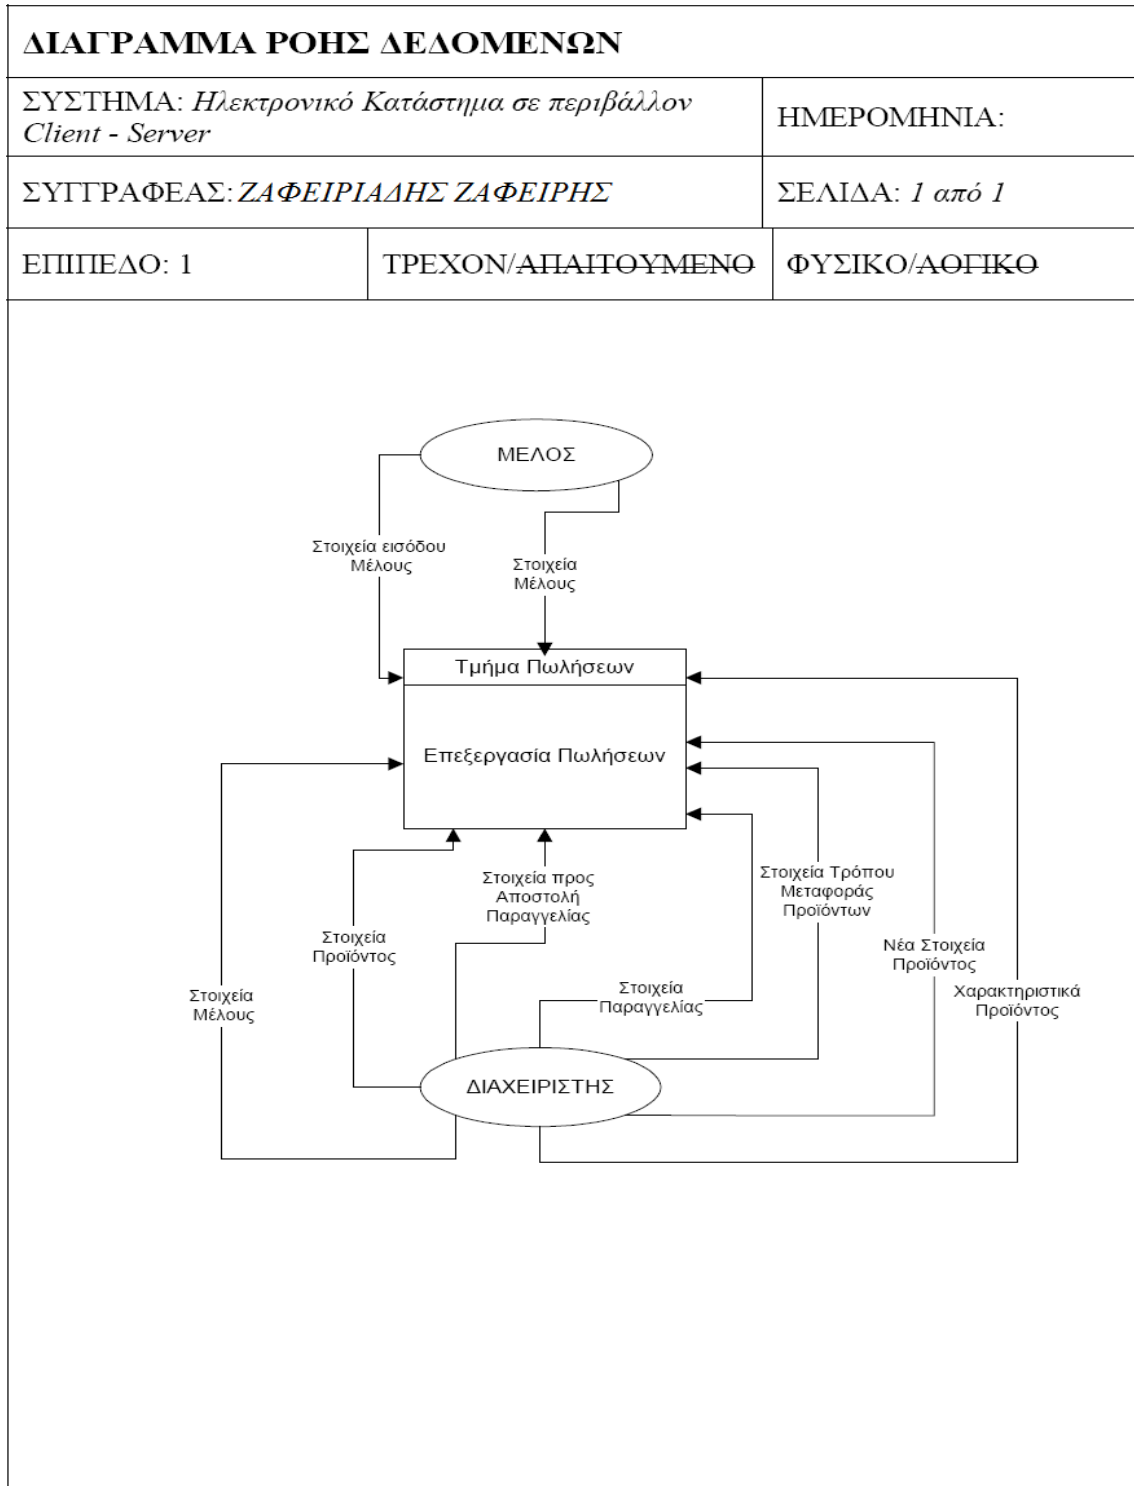 ΔΙΑΓΡΑΜΜΑ ΡΟΗΣ ΔΕΔΟΜΕΝΩΝ
ΣΥΣΤΗΜΑ: Ηλεκτρονικό Κατάστημα σε περιβάλλον
Client - Server
ΗΜΕΡΟΜΗΝΙΑ:
ΣΥΓΓΡΑΦΕΑΣ: ΖΑΦΕΙΡΙΑΔΗΣ ΖΑΦΕΙΡΗΣ
ΣΕΛΙΔΑ: 1 από 1
ΕΠΙΠΕΔΟ: 1
ΤΡΕΧΟΝ/ΑΠΑΙΤΟΥΜΕΝΟ
ΦΥΣΙΚΟ/ΛΟΓΙΚΟ
ΜΕΛΟΣ
Στοιχεία εισόδου
Μέλους
Στοιχεία
Μέλους
Τμήμα Πωλήσεων
Επεξεργασία Πωλήσεων
Στοιχεία προς
Αποστολή
Παραγγελίας
Στοιχεία Τρόπου
Μεταφοράς
Προϊόντων
Στοιχεία
Προϊόντος
Νέα Στοιχεία
Προϊόντος
Στοιχεία
Μέλους
Στοιχεία
Παραγγελίας
Χαρακτηριστικά
Προϊόντος
ΔΙΑΧΕΙΡΙΣΤΗΣ